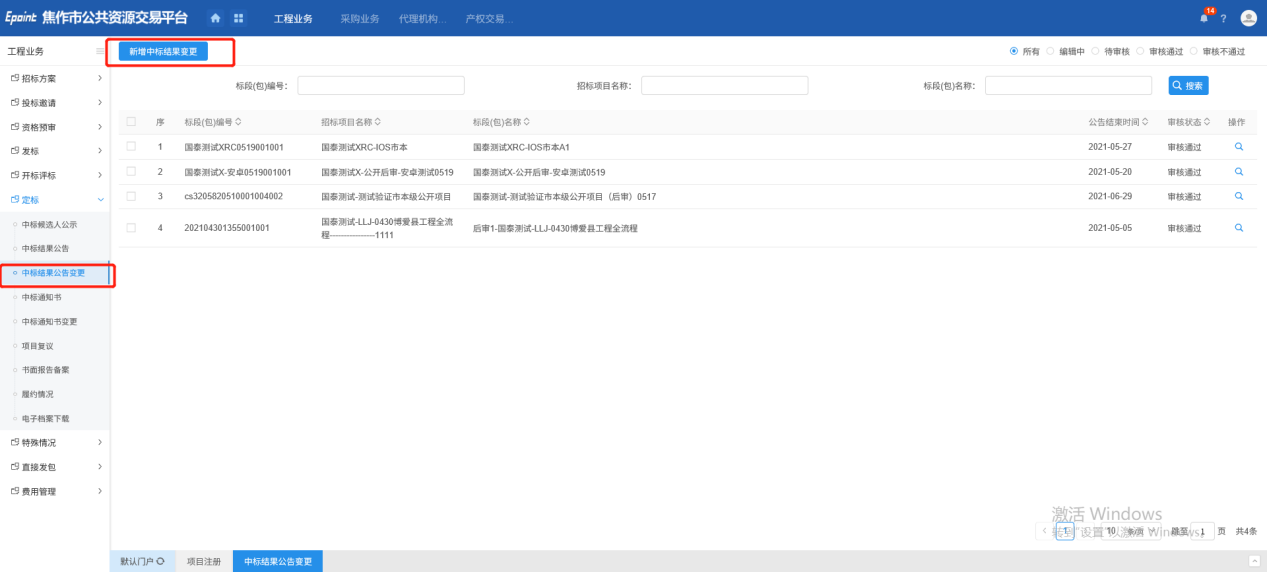 Epoint 焦作市公共资源交易平台
工程业务 采购业务 代理机构... 产权交易...
14
?
工程业务
新增中标结果变更
所有 编辑中 待审核 审核通过 审核不通过
招标方案
投标邀请
资格预审
发标
开标评标
定标
中标候选人公示
中标结果公告
中标结果公告变更
中标通知书
中标通知书变更
项目复议
书面报告备案
履约情况
电子档案下载
特殊情况
直接发包
费用管理
标段(包)编号: 招标项目名称: 标段(包)名称: 搜索
序 标段(包)编号 招标项目名称 标段(包)名称 公告结束时间 审核状态 操作
1 国泰测试XRC0519001001 国泰测试XRC-IOS市本 国泰测试XRC-IOS市本A1 2021-05-27 审核通过
2 国泰测试X-安卓0519001001 国泰测试X-公开后审-安卓测试0519 国泰测试X-公开后审-安卓测试0519 2021-05-20 审核通过
3 cs3205820510001004002 国泰测试-测试验证市本级公开项目 国泰测试-测试验证市本级公开项目（后审）0517 2021-06-29 审核通过
4 202104301355001001 国泰测试-LLJ-0430博爱县工程全流 后审1-国泰测试-LLJ-0430博爱县工程全流程 2021-05-05 审核通过
程----------------1111
激活 Windows
转到"设置"以激活 Windows。
1 10 条/页 跳至 1 页 共4条
默认门户 项目注册 中标结果公告变更